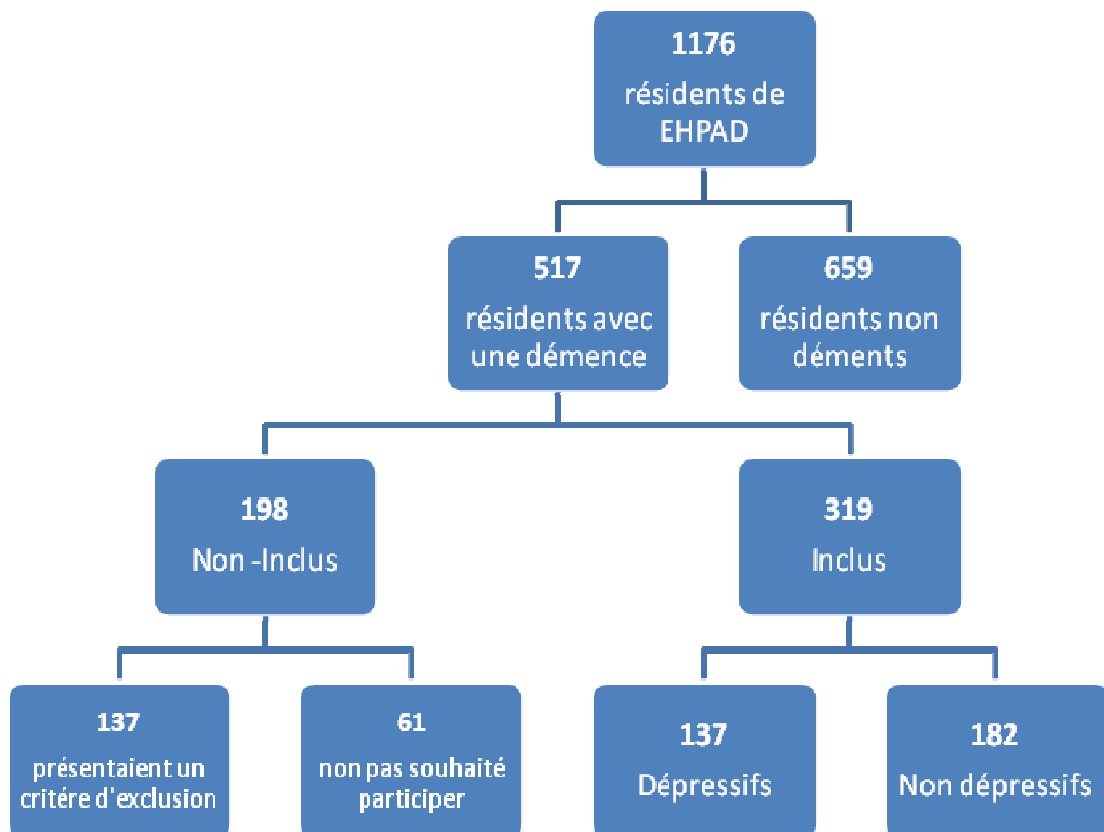 1176
résidents de
EHPAD
517
résidents avec
une démence
659
résidents non
déments
198
Non -Inclus
319
Inclus
137
présentaient un
critére d'exclusion
61
non pas souhaité
participer
137
Dépressifs
182
Non dépressifs